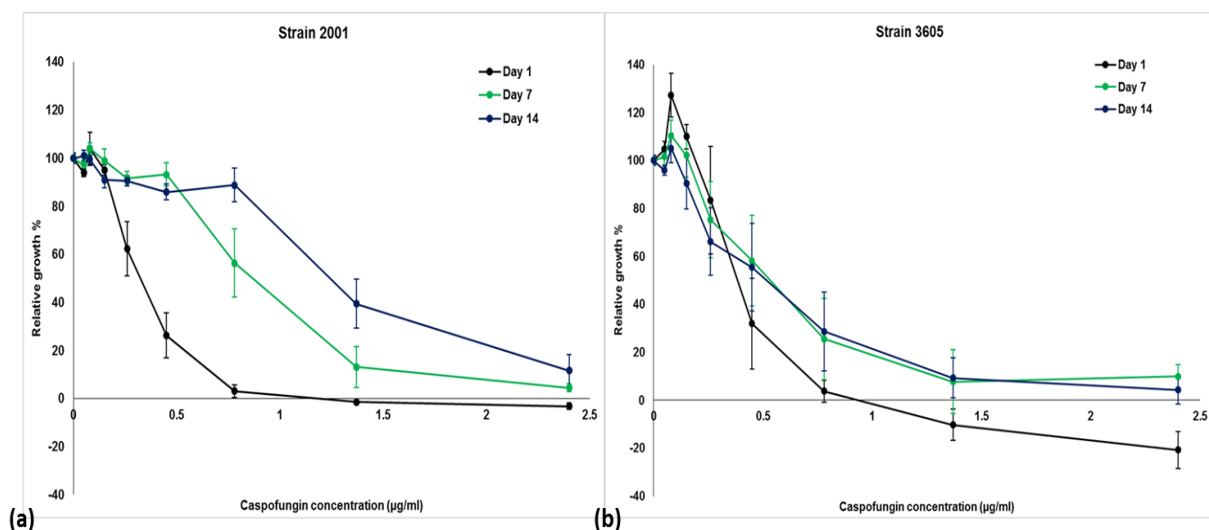 Strain 2001
140
120
100
80
60
40
20
0
-20
-40
0
0.5
1
1.5
2
2.5
Relative growth %
Day 1
Day 7
Day 14
Caspofungin concentration (µg/ml)
(a)
Strain 3605
140
120
100
80
60
40
20
0
-20
-40
0
0.5
1
1.5
2
2.5
Relative growth %
Day 1
Day 7
Day 14
Caspofungin concentration (µg/ml)
(b)